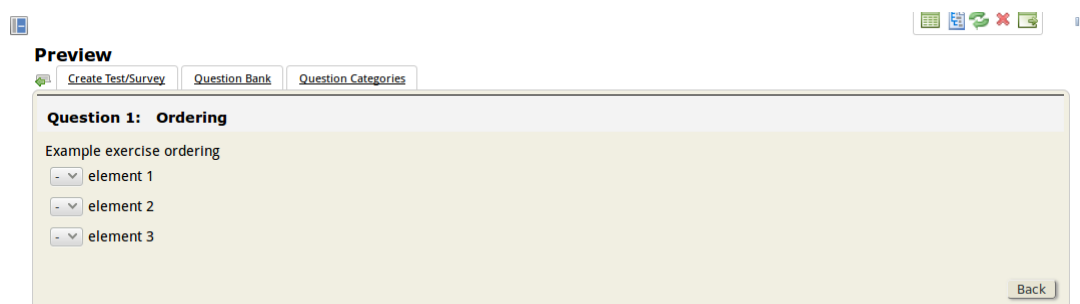 Preview
Create Test/Survey Question Bank Question Categories
Question 1: Ordering
Example exercise ordering
- element 1
- element 2
- element 3
Back